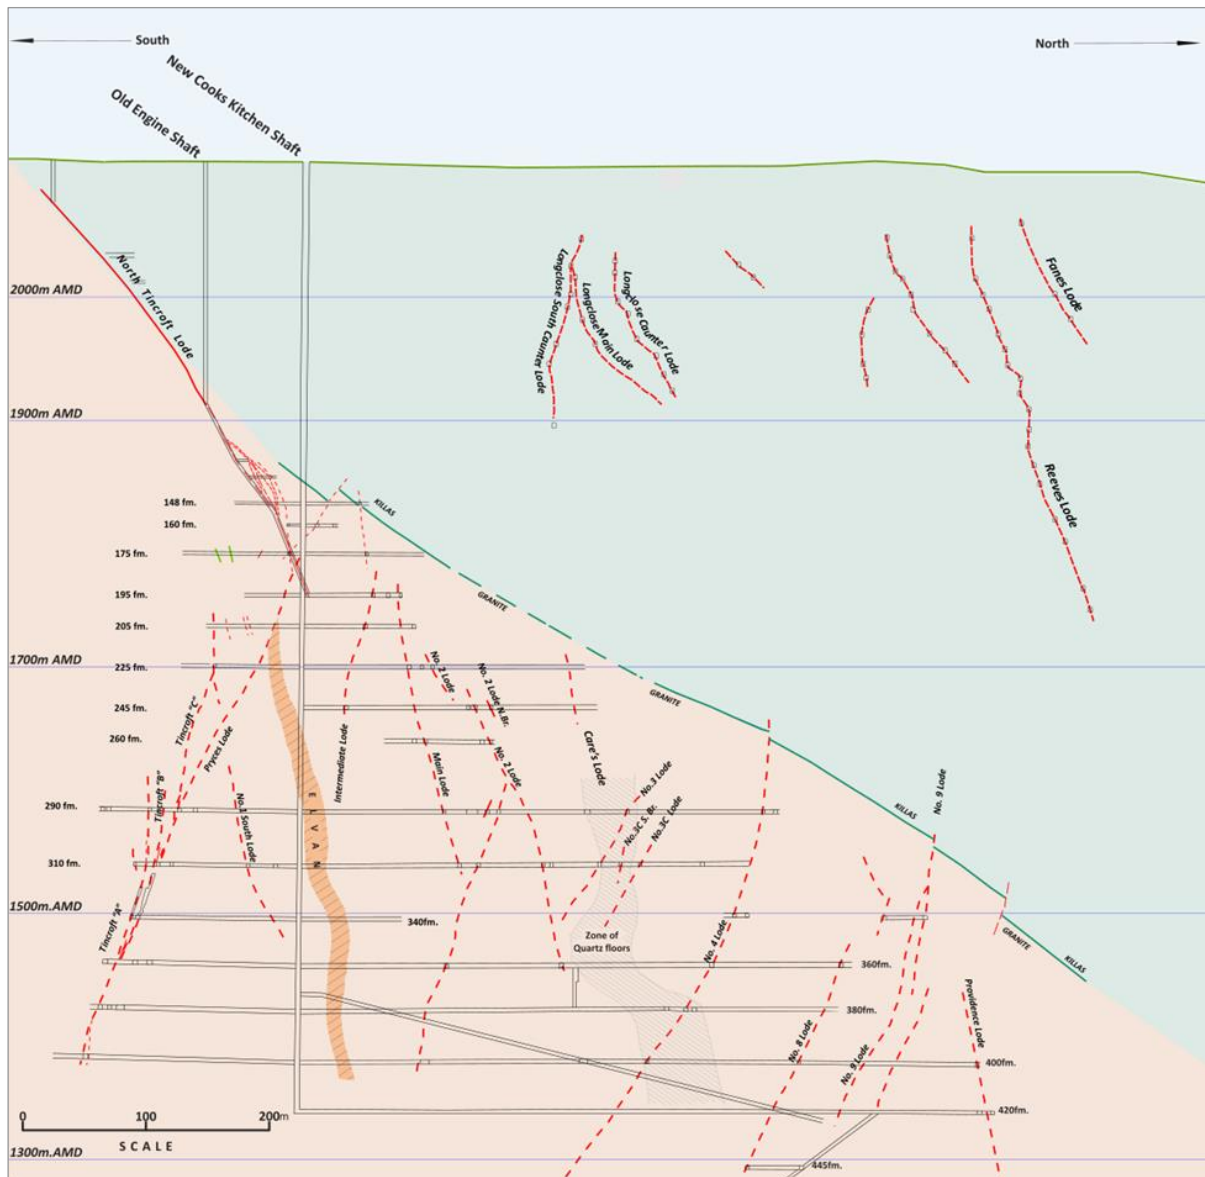 South
North
New Cooks Kitchen Shaft
Old Engine Shaft
North Tincroft Lode
2000m AMD
Longclose South Counter Lode
Longclose Main Lode
Longclose Counter Lode
Fanes Lode
1900m AMD
Reeves Lode
148 fm.
KILLAS
160 fm.
175 fm.
195 fm.
GRANITE
205 fm.
1700m AMD
225 fm.
No. 2 Lode
No. 2 Lode N.Br.
GRANITE
245 fm.
Tincroft "C"
Pryces Lode
Intermediate Lode
260 fm.
Main Lode
No. 2 Lode
Care's Lode
Tincroft "B"
No.1 South Lode
ELVAN
No.3 Lode
No. 9 Lode
290 fm.
No.3C S. Br.
No.3C Lode
KILLAS
310 fm.
1500m.AMD
Tincroft "A"
340fm.
Zone of
Quartz floors
No. 4 Lode
GRANITE
KILLAS
360fm.
Providence Lode
380fm.
No. 8 Lode
No. 9 Lode
400fm.
420fm.
0 100 200m
SCALE
1300m.AMD
445fm.